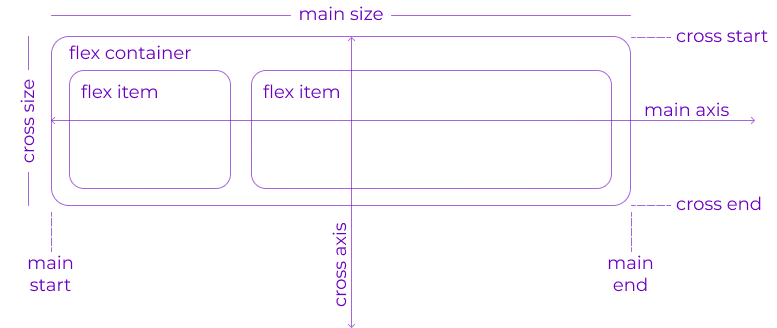 main size
cross start
flex container
flex item
flex item
cross size
main axis
cross end
cross axis
main
start
main
end